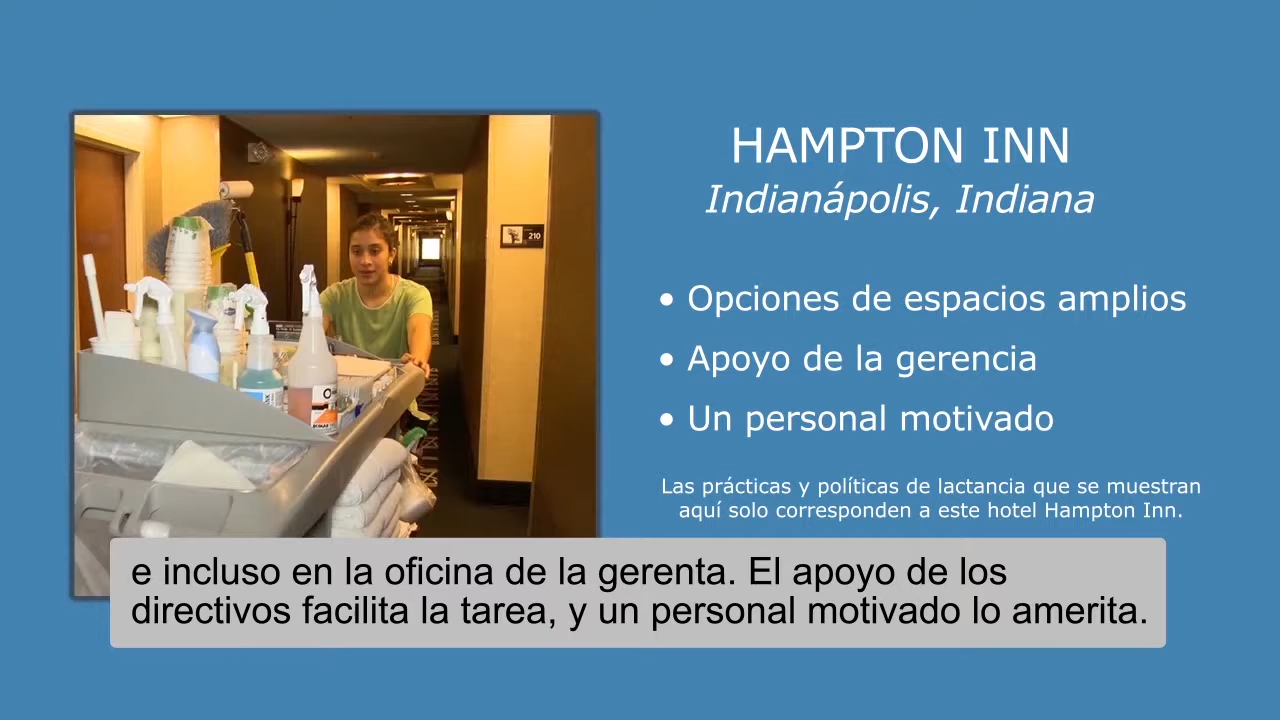 HAMPTON INN
Indianápolis, Indiana
• Opciones de espacios amplios
• Apoyo de la gerencia
• Un personal motivado
Las prácticas y políticas de lactancia que se muestran
aquí solo corresponden a este hotel Hampton Inn.
210
e incluso en la oficina de la gerenta. El apoyo de los
directivos facilita la tarea, y un personal motivado lo amerita.